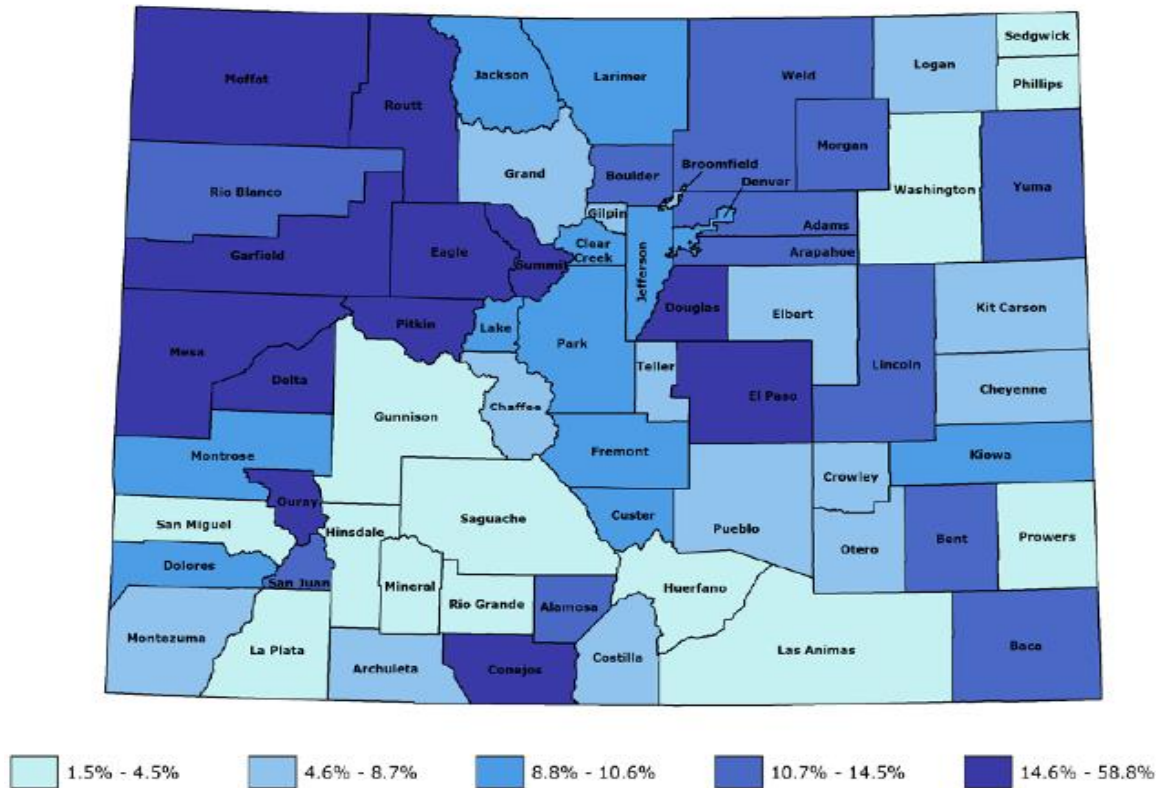 Sedgwick
Logan
Phillips
Moffat
Routt
Jackson
Larimer
Weld
Morgan
Washington
Yuma
Rio Blanco
Grand
Boulder
Broomfield
Denver
Gilpin
Adams
Clear
Creek
Arapahoe
Garfield
Eagle
Summit
Jefferson
Douglas
Elbert
Kit Carson
Pitkin
Lake
Park
Mesa
Delta
Teller
Lincoln
El Paso
Cheyenne
Gunnison
Chaffee
Montrose
Fremont
Kiowa
Crowley
Ouray
San Miguel
Hinsdale
Saguache
Custer
Pueblo
Otero
Bent
Prowers
Dolores
San Juan
Mineral
Rio Grande
Alamosa
Huerfano
Montezuma
La Plata
Archuleta
Conejos
Costilla
Las Animas
Baca
1.5% - 4.5%
4.6% - 8.7%
8.8% - 10.6%
10.7% - 14.5%
14.6% - 58.8%